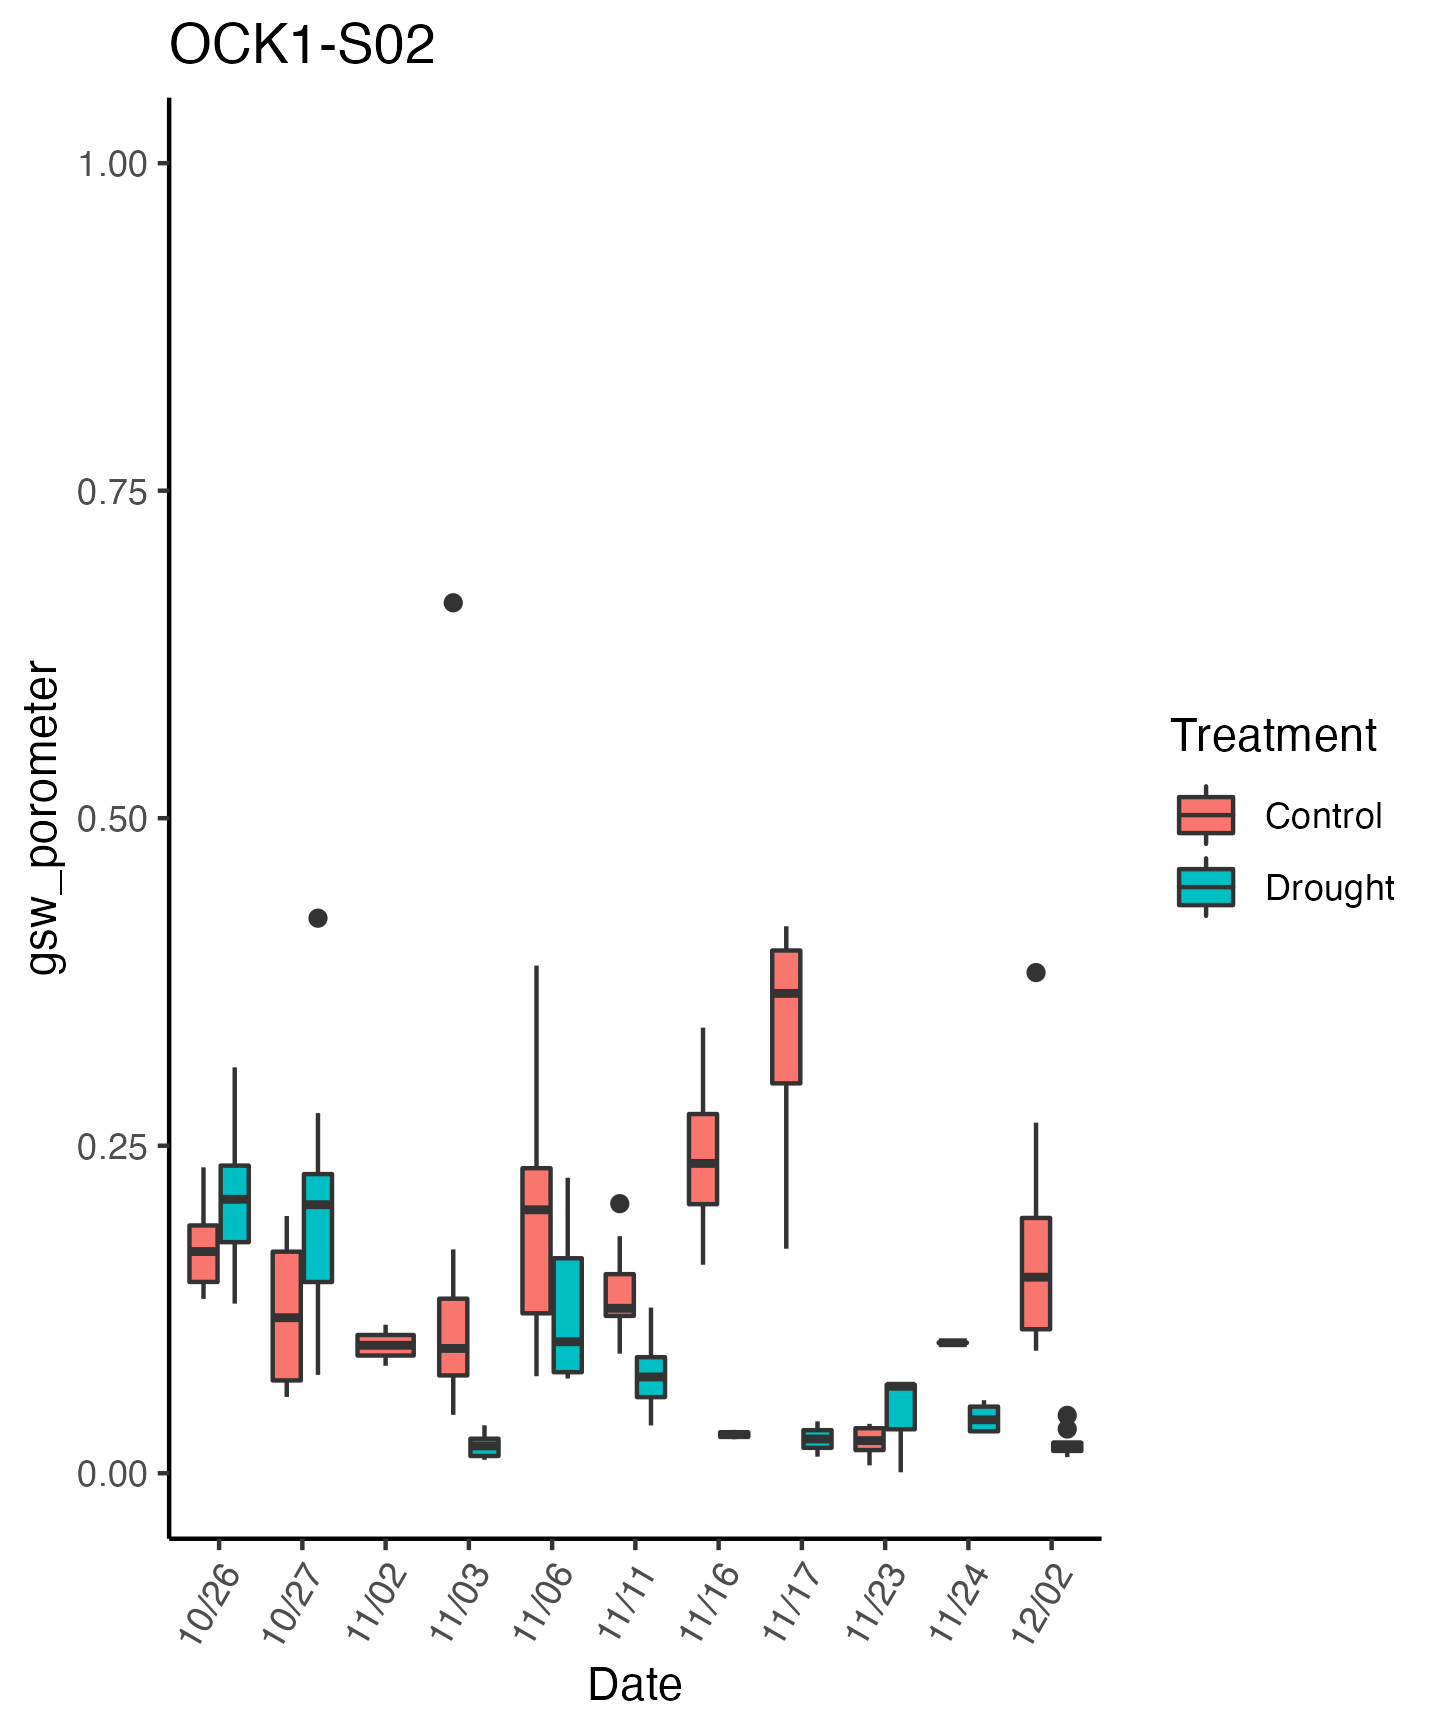 OCK1-S02
1.00
0.75
0.50
0.25
0.00
gsw_porometer
10/26
10/27
11/02
11/03
11/06
11/11
11/16
11/17
11/23
11/24
12/02
Date
Treatment
Control
Drought